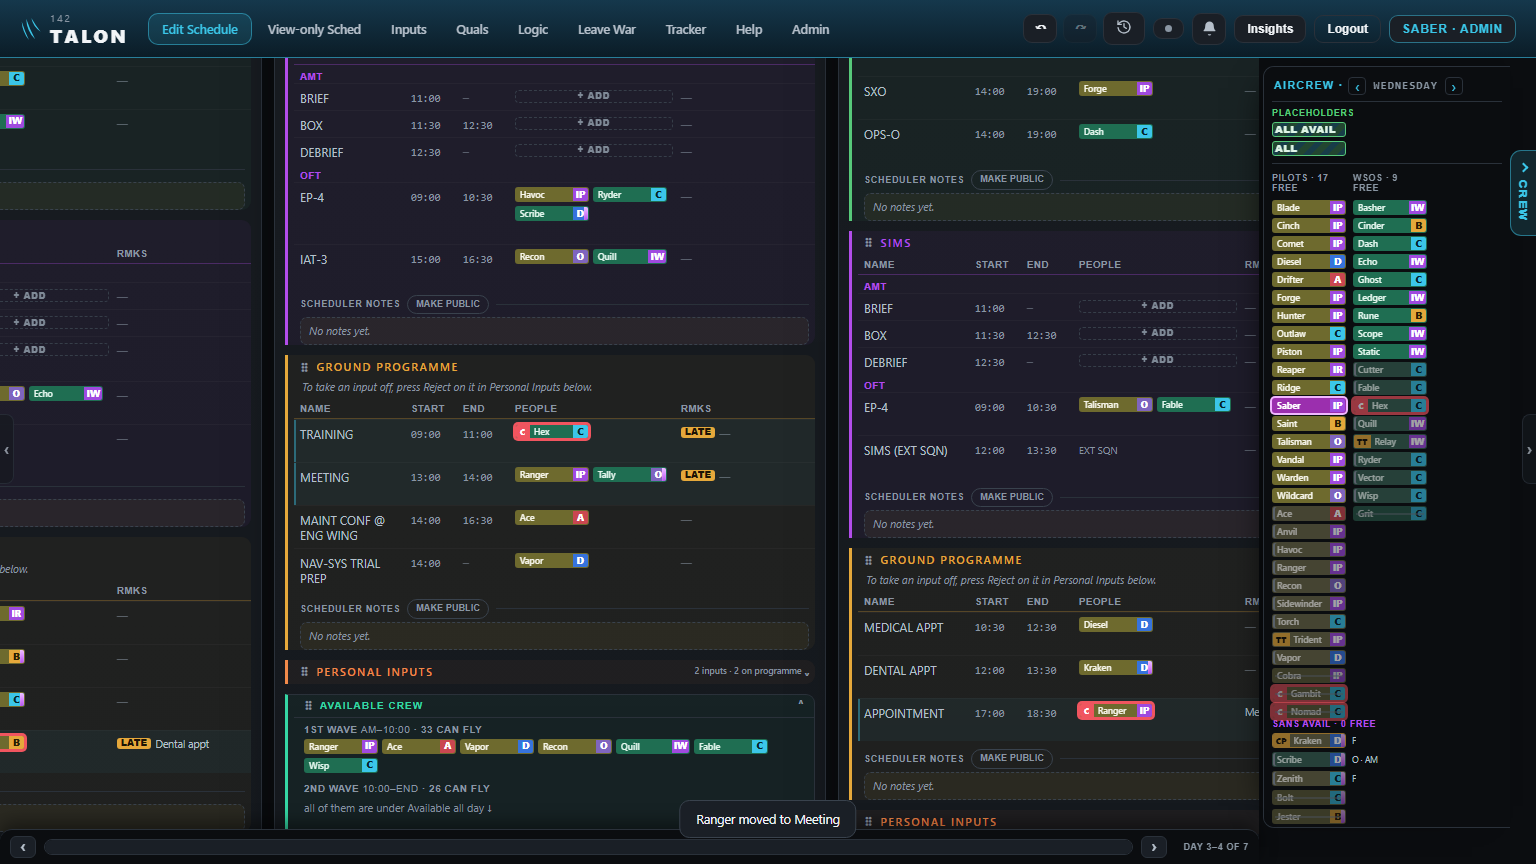 142
TALON
Edit Schedule
View-only Sched
Inputs
Quals
Logic
Leave War
Tracker
Help
Admin
Insights
Logout
SABER · ADMIN
C
—
IW
—
RMKS
+ ADD —
+ ADD —
+ ADD —
O Echo IW —
—
below.
RMKS
IR —
B —
C —
B LATE Dental appt
AMT
BRIEF 11:00 — + ADD —
BOX 11:30 12:30 + ADD —
DEBRIEF 12:30 — + ADD —
OFT
EP-4 09:00 10:30 Havoc IP Ryder C —
Scribe D
IAT-3 15:00 16:30 Recon O Quill IW —
SCHEDULER NOTES MAKE PUBLIC
No notes yet.
GROUND PROGRAMME
To take an input off, press Reject on it in Personal Inputs below.
NAME START END PEOPLE RMKS
TRAINING 09:00 11:00 C Hex C LATE —
MEETING 13:00 14:00 Ranger IP Tally O LATE —
MAINT CONF @ 14:00 16:30 Ace A —
ENG WING
NAV-SYS TRIAL 14:00 — Vapor D —
PREP
SCHEDULER NOTES MAKE PUBLIC
No notes yet.
PERSONAL INPUTS 2 inputs · 2 on programme
AVAILABLE CREW
1ST WAVE AM–10:00 · 33 CAN FLY
Ranger IP Ace A Vapor D Recon O Quill IW Fable C
Wisp C
2ND WAVE 10:00–END · 26 CAN FLY
all of them are under Available all day ↓
SXO 14:00 19:00 Forge IP —
OPS-O 14:00 19:00 Dash C —
SCHEDULER NOTES MAKE PUBLIC
No notes yet.
SIMS
NAME START END PEOPLE RM
AMT
BRIEF 11:00 — + ADD —
BOX 11:30 12:30 + ADD —
DEBRIEF 12:30 — + ADD —
OFT
EP-4 09:00 10:30 Talisman O Fable C —
SIMS (EXT SQN) 12:00 13:30 EXT SQN —
SCHEDULER NOTES MAKE PUBLIC
No notes yet.
GROUND PROGRAMME
To take an input off, press Reject on it in Personal Inputs below.
NAME START END PEOPLE RM
MEDICAL APPT 10:30 12:30 Diesel D —
DENTAL APPT 12:00 13:30 Kraken D —
APPOINTMENT 17:00 18:30 C Ranger IP Me
SCHEDULER NOTES MAKE PUBLIC
No notes yet.
PERSONAL INPUTS
AIRCREW · ‹ WEDNESDAY ›
PLACEHOLDERS
ALL AVAIL
ALL
PILOTS · 17 FREE
WSOS · 9 FREE
Blade IP Basher IW
Cinch IP Cinder B
Comet IP Dash C
Diesel D Echo IW
Drifter A Ghost C
Forge IP Ledger IW
Hunter IP Rune B
Outlaw C Scope IW
Piston IP Static IW
Reaper IR Cutter C
Ridge C Fable C
Saber IP C Hex C
Saint B Quill IW
Talisman O TT Relay IW
Vandal IP Ryder C
Warden IP Vector C
Wildcard O Wisp C
Ace A Grit C
Anvil IP
Havoc IP
Ranger IP
Recon O
Sidewinder IP
Torch C
TT Trident IP
Vapor D
Cobra IP
C Gambit C
C Nomad C
SANS AVAIL · 0 FREE
CP Kraken D F
Scribe D O · AM
Zenith C F
Bolt C
Jester B
CREW
Ranger moved to Meeting
DAY 3–4 OF 7